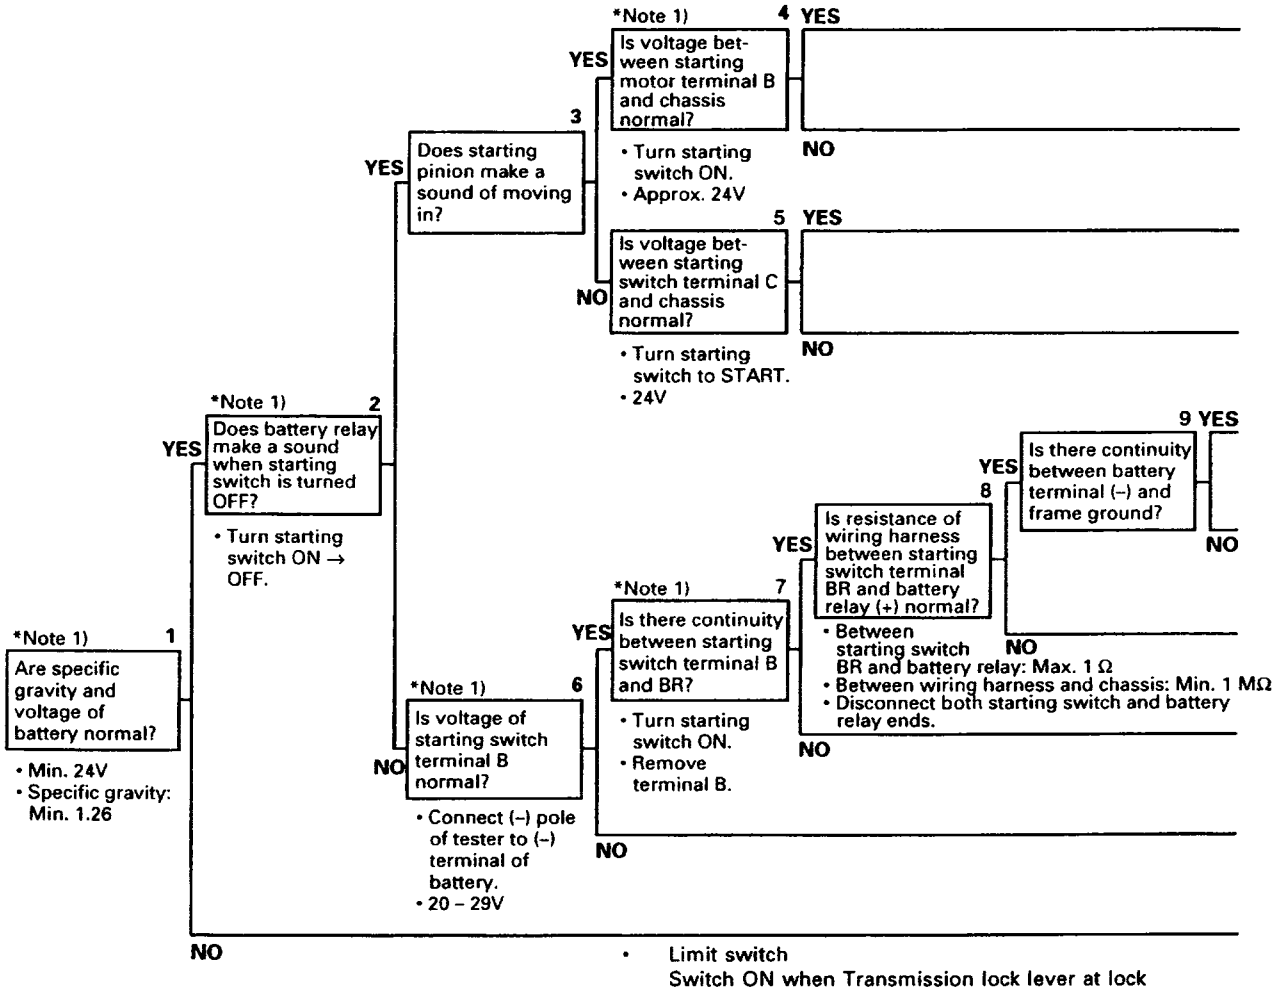 *Note 1) 4 YES
YES
Is voltage bet-
ween starting
motor terminal B
and chassis
normal?
NO
• Turn starting
switch ON.
• Approx. 24V
3
YES
Does starting
pinion make a
sound of moving
in?
5 YES
NO
Is voltage bet-
ween starting
switch terminal C
and chassis
normal?
NO
• Turn starting
switch to START.
• 24V
*Note 1) 2
YES
Does battery relay
make a sound
when starting
switch is turned
OFF?
• Turn starting
switch ON →
OFF.
9 YES
YES
Is there continuity
between battery
terminal (–) and
frame ground?
NO
8
YES
Is resistance of
wiring harness
between starting
switch terminal
BR and battery
relay (+) normal?
NO
• Between
starting switch
BR and battery relay: Max. 1 Ω
• Between wiring harness and chassis: Min. 1 MΩ
• Disconnect both starting switch and battery
relay ends.
*Note 1) 7
YES
Is there continuity
between starting
switch terminal B
and BR?
NO
• Turn starting
switch ON.
• Remove
terminal B.
*Note 1) 1
Are specific
gravity and
voltage of
battery normal?
• Min. 24V
• Specific gravity:
Min. 1.26
*Note 1) 6
NO
Is voltage of
starting switch
terminal B
normal?
NO
• Connect (–) pole
of tester to (–)
terminal of
battery.
• 20 – 29V
NO
• Limit switch
Switch ON when Transmission lock lever at lock